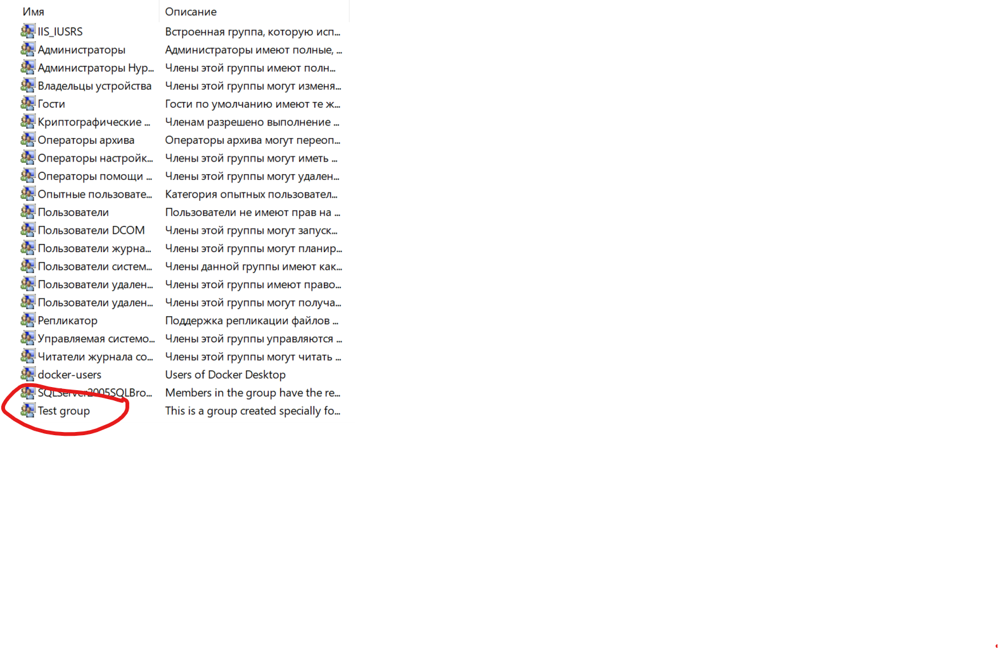 Имя Описание
IIS_IUSRS Встроенная группа, которую исп...
Администраторы Администраторы имеют полные, ...
Администраторы Hyp... Члены этой группы имеют полн...
Владельцы устройства Члены этой группы могут изменя...
Гости Гости по умолчанию имеют те ж...
Криптографические ... Членам разрешено выполнение ...
Операторы архива Операторы архива могут переоп...
Операторы настройк... Члены этой группы могут иметь ...
Операторы помощи ... Члены этой группы могут удален...
Опытные пользовате... Категория опытных пользовател...
Пользователи Пользователи не имеют прав на ...
Пользователи DCOM Члены этой группы могут запуск...
Пользователи журна... Члены этой группы могут планир...
Пользователи систем... Члены данной группы имеют как...
Пользователи удален... Члены этой группы имеют право...
Пользователи удален... Члены этой группы могут получа...
Репликатор Поддержка репликации файлов ...
Управляемая системо... Члены этой группы управляются ...
Читатели журнала со... Члены этой группы могут читать ...
docker-users Users of Docker Desktop
SQLServer2005SQLBro... Members in the group have the re...
Test group This is a group created specially fo...